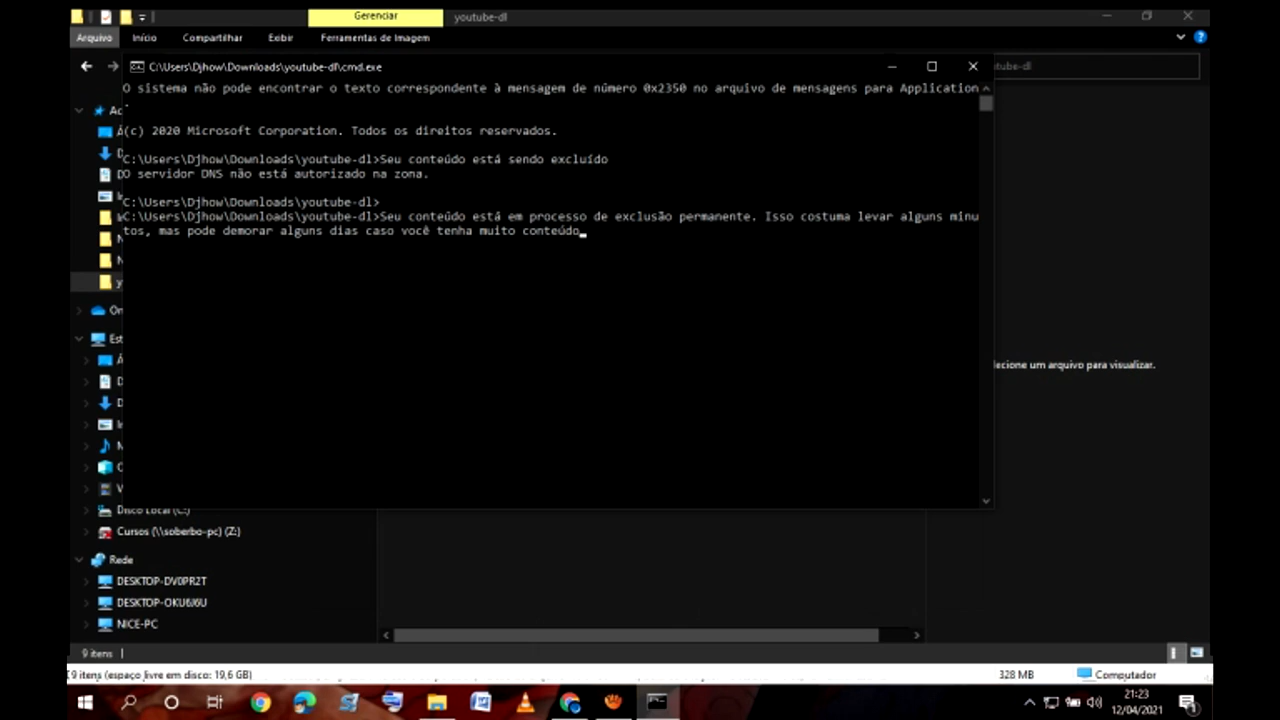 Gerenciar
youtube-dl
Arquivo
Início
Compartilhar
Exibir
Ferramentas de Imagem
C:\Users\Djhow\Downloads\youtube-dl\cmd.exe
tube-dl
O sistema não pode encontrar o texto correspondente à mensagem de número 0x2350 no arquivo de mensagens para Application
.
(c) 2020 Microsoft Corporation. Todos os direitos reservados.
C:\Users\Djhow\Downloads\youtube-dl>Seu conteúdo está sendo excluído
O servidor DNS não está autorizado na zona.
C:\Users\Djhow\Downloads\youtube-dl>
C:\Users\Djhow\Downloads\youtube-dl>Seu conteúdo está em processo de exclusão permanente. Isso costuma levar alguns minu
tos, mas pode demorar alguns dias caso você tenha muito conteúdo
lecione um arquivo para visualizar.
Disco Local (C:)
Cursos (\\soberbo-pc) (Z:)
Rede
DESKTOP-DV0PR2T
DESKTOP-OKU6J6U
NICE-PC
9 itens
9 itens (espaço livre em disco: 19,6 GB)
328 MB
Computador
21:23
12/04/2021